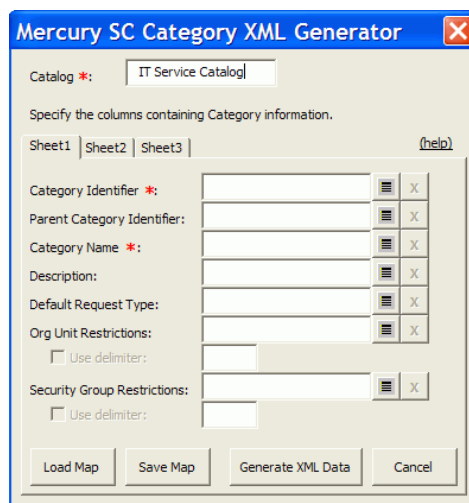 Mercury SC Category XML Generator
Catalog *: IT Service Catalog
Specify the columns containing Category information.
Sheet1 Sheet2 Sheet3 (help)
Category Identifier *: x
Parent Category Identifier: x
Category Name *: x
Description: x
Default Request Type: x
Org Unit Restrictions: x
Use delimiter:
Security Group Restrictions: x
Use delimiter:
Load Map Save Map Generate XML Data Cancel